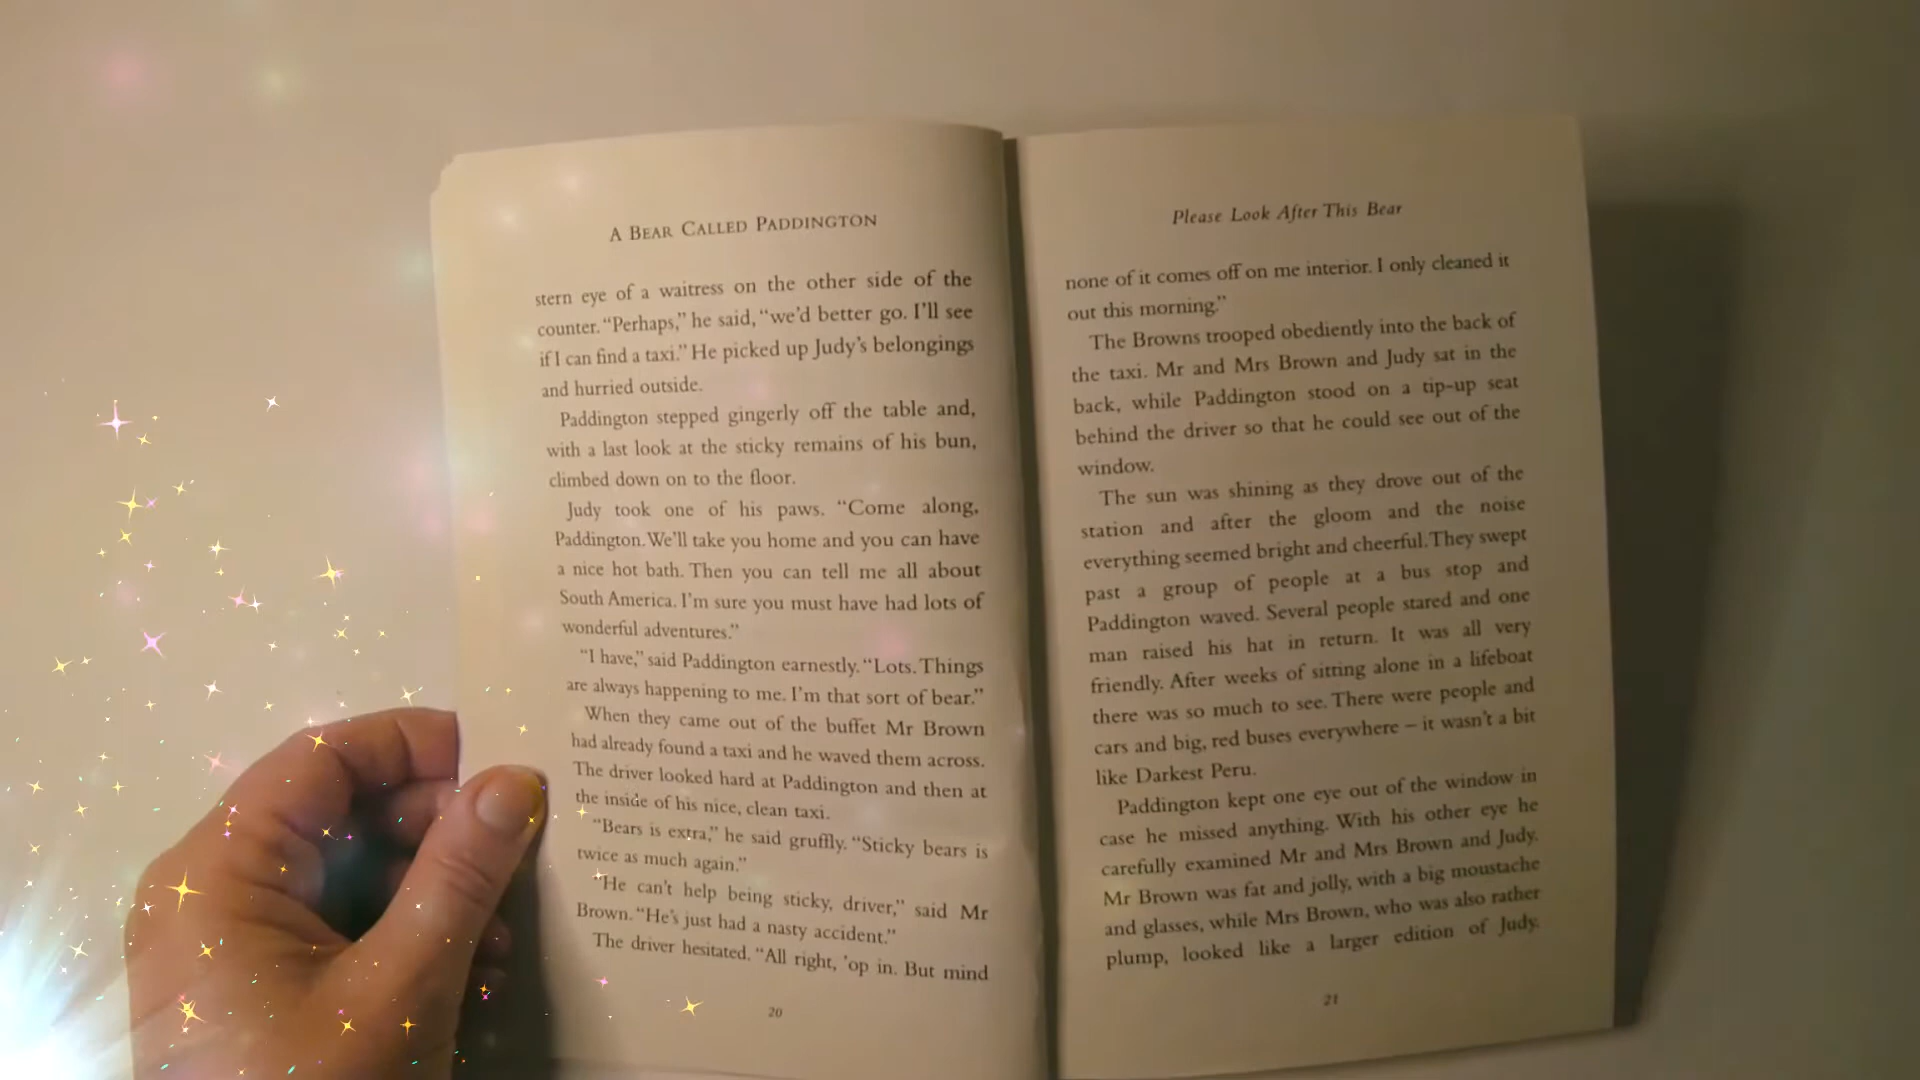 A BEAR CALLED PADDINGTON
stern eye of a waitress on the other side of the
counter. “Perhaps,” he said, “we’d better go. I’ll see
if I can find a taxi.” He picked up Judy’s belongings
and hurried outside.
Paddington stepped gingerly off the table and,
with a last look at the sticky remains of his bun,
climbed down on to the floor.
Judy took one of his paws. “Come along,
Paddington. We’ll take you home and you can have
a nice hot bath. Then you can tell me all about
South America. I’m sure you must have had lots of
wonderful adventures.”
“I have,” said Paddington earnestly. “Lots. Things
are always happening to me. I’m that sort of bear.”
When they came out of the buffet Mr Brown
had already found a taxi and he waved them across.
The driver looked hard at Paddington and then at
the inside of his nice, clean taxi.
“Bears is extra,” he said gruffly. “Sticky bears is
twice as much again.”
“He can’t help being sticky, driver,” said Mr
Brown. “He’s just had a nasty accident.”
The driver hesitated. “All right, ’op in. But mind
20
Please Look After This Bear
none of it comes off on me interior. I only cleaned it
out this morning.”
The Browns trooped obediently into the back of
the taxi. Mr and Mrs Brown and Judy sat in the
back, while Paddington stood on a tip-up seat
behind the driver so that he could see out of the
window.
The sun was shining as they drove out of the
station and after the gloom and the noise
everything seemed bright and cheerful. They swept
past a group of people at a bus stop and
Paddington waved. Several people stared and one
man raised his hat in return. It was all very
friendly. After weeks of sitting alone in a lifeboat
there was so much to see. There were people and
cars and big, red buses everywhere – it wasn’t a bit
like Darkest Peru.
Paddington kept one eye out of the window in
case he missed anything. With his other eye he
carefully examined Mr and Mrs Brown and Judy.
Mr Brown was fat and jolly, with a big moustache
and glasses, while Mrs Brown, who was also rather
plump, looked like a larger edition of Judy.
21